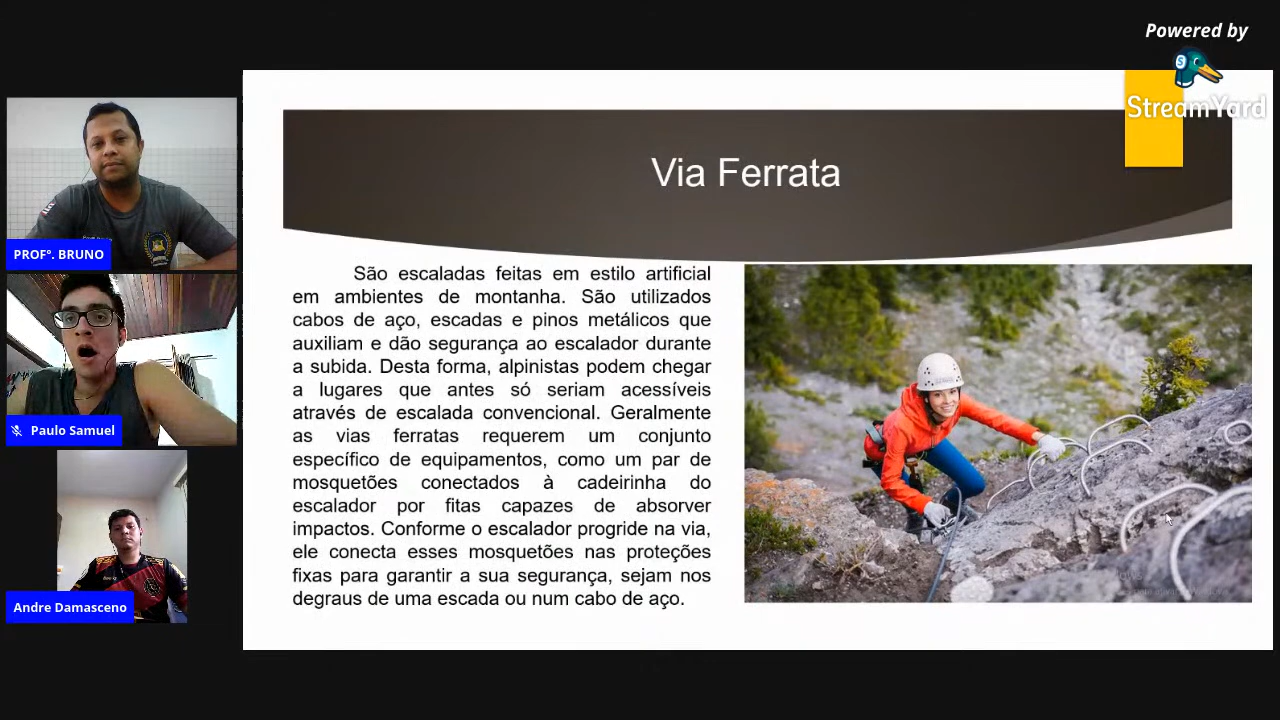 Powered by
StreamYard
Via Ferrata
São escaladas feitas em estilo artificial
em ambientes de montanha. São utilizados
cabos de aço, escadas e pinos metálicos que
auxiliam e dão segurança ao escalador durante
a subida. Desta forma, alpinistas podem chegar
a lugares que antes só seriam acessíveis
através de escalada convencional. Geralmente
as vias ferratas requerem um conjunto
específico de equipamentos, como um par de
mosquetões conectados à cadeirinha do
escalador por fitas capazes de absorver
impactos. Conforme o escalador progride na via,
ele conecta esses mosquetões nas proteções
fixas para garantir a sua segurança, sejam nos
degraus de uma escada ou num cabo de aço.
PROFº. BRUNO
Paulo Samuel
Andre Damasceno